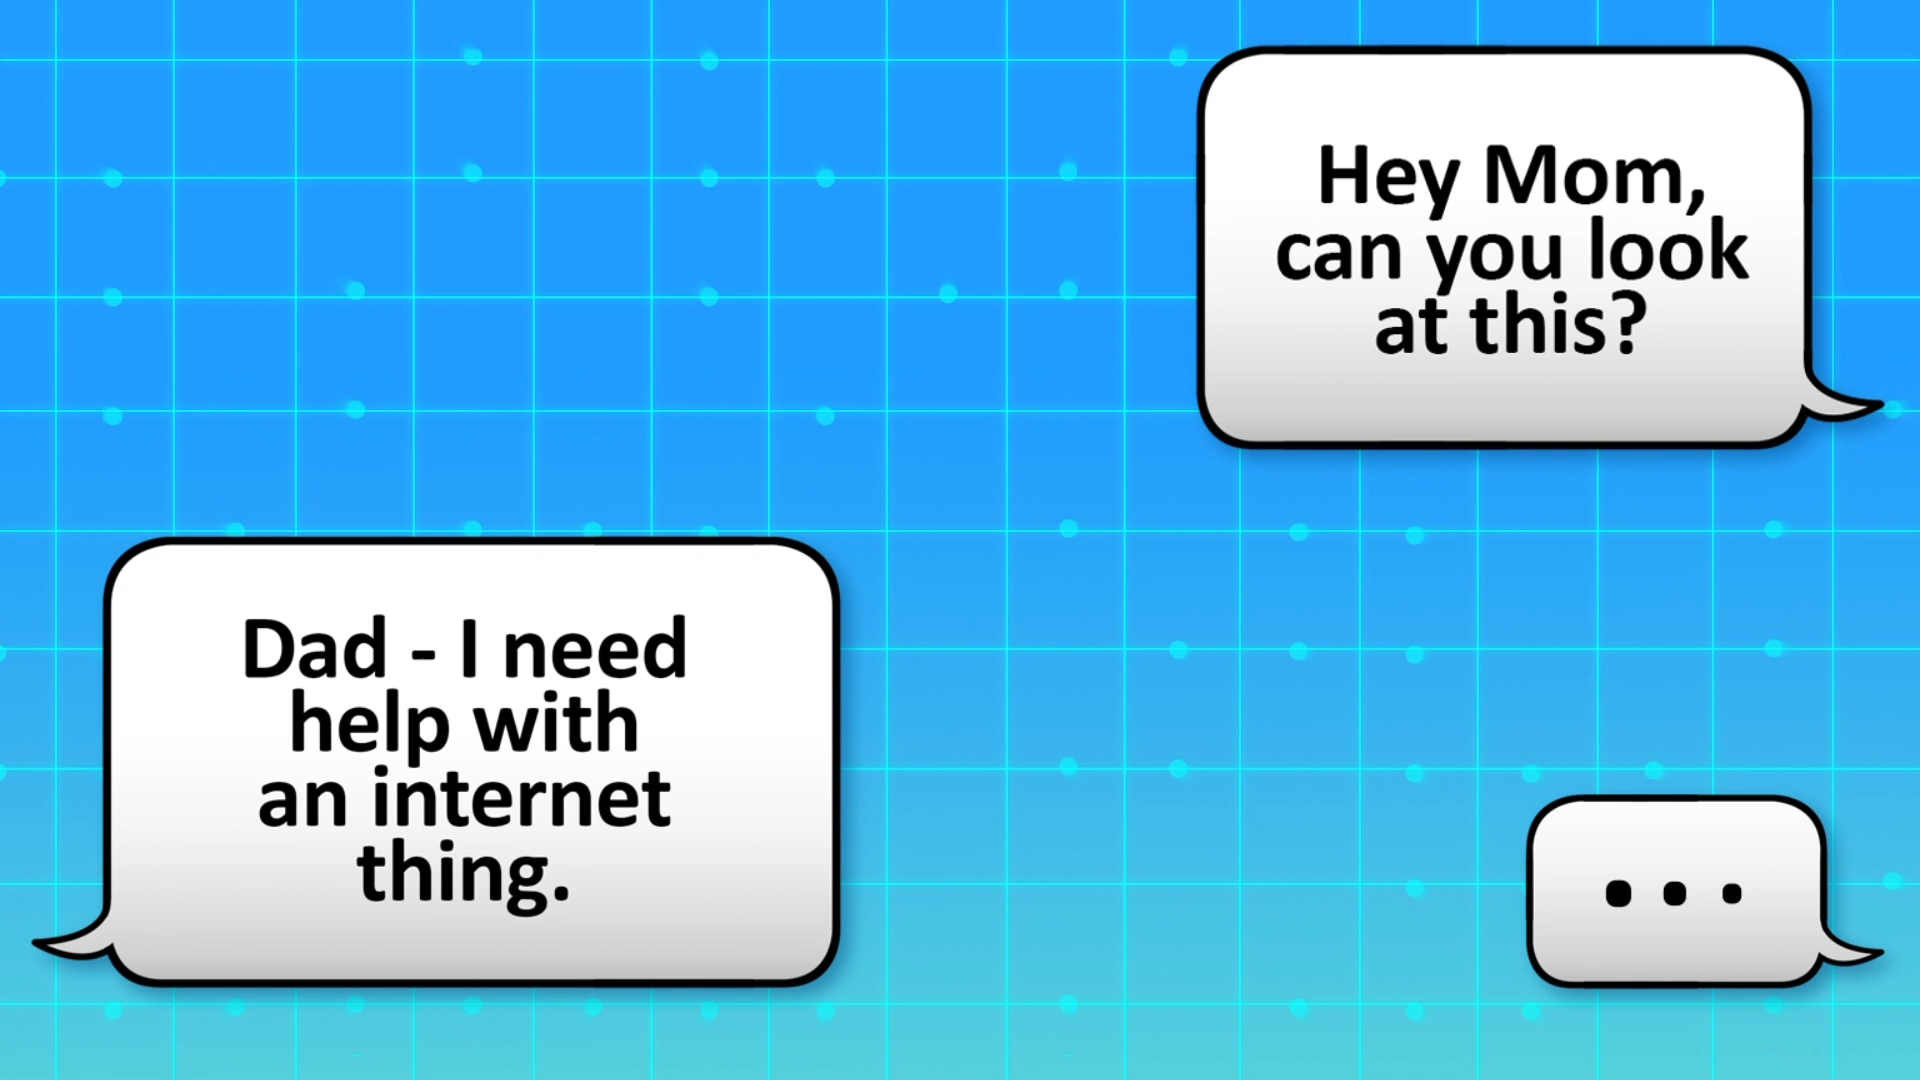 Hey Mom,
can you look
at this?
Dad - I need
help with
an internet
thing.
...